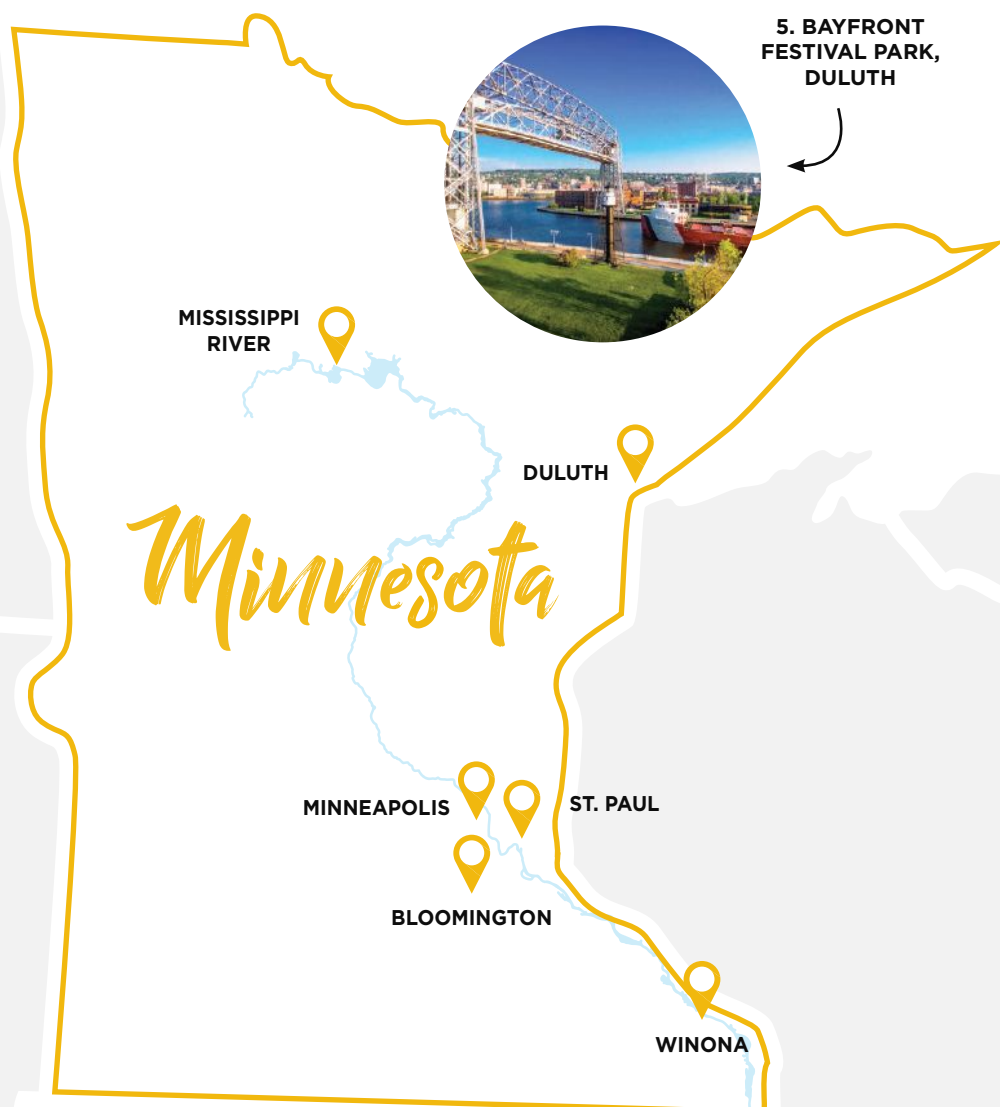 5. BAYFRONT
FESTIVAL PARK,
DULUTH
MISSISSIPPI
RIVER
DULUTH
Minnesota
MINNEAPOLIS
ST. PAUL
BLOOMINGTON
WINONA